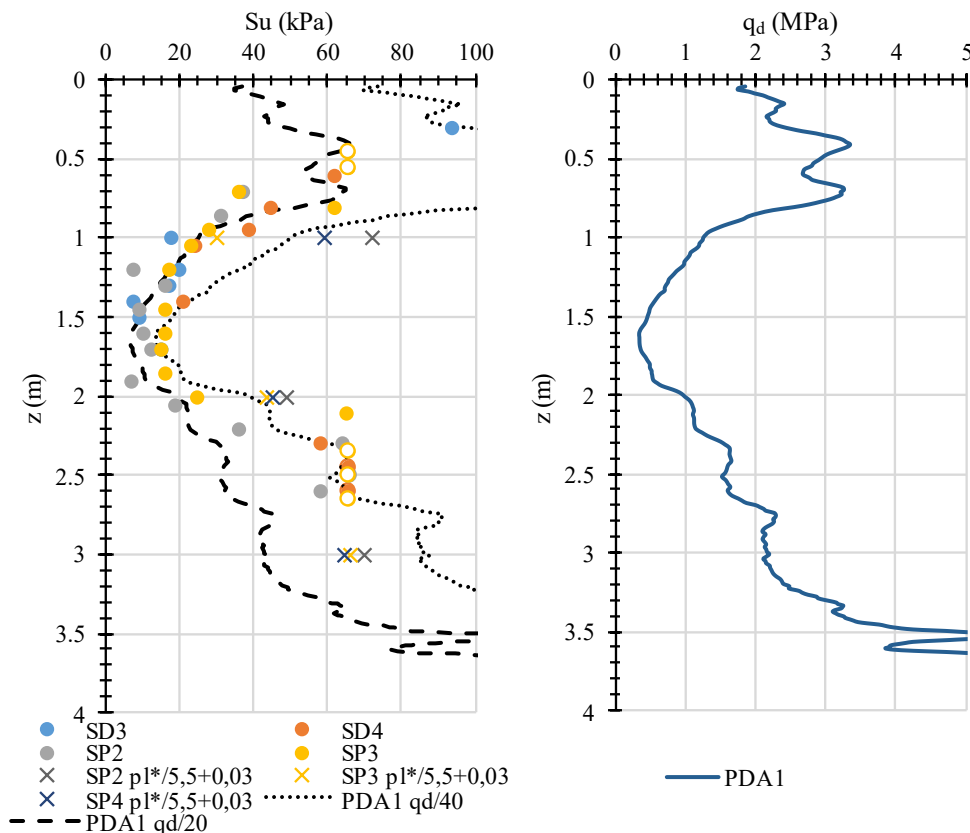 Su (kPa)
0 20 40 60 80 100
0
0.5
1
1.5
2
2.5
3
3.5
4
z (m)
SD3
SD4
SP2
SP3
SP2 pl*/5,5+0,03
SP3 pl*/5,5+0,03
SP4 pl*/5,5+0,03
PDA1 qd/40
PDA1 qd/20
qd (MPa)
0 1 2 3 4 5
0
0.5
1
1.5
2
2.5
3
3.5
4
z (m)
PDA1